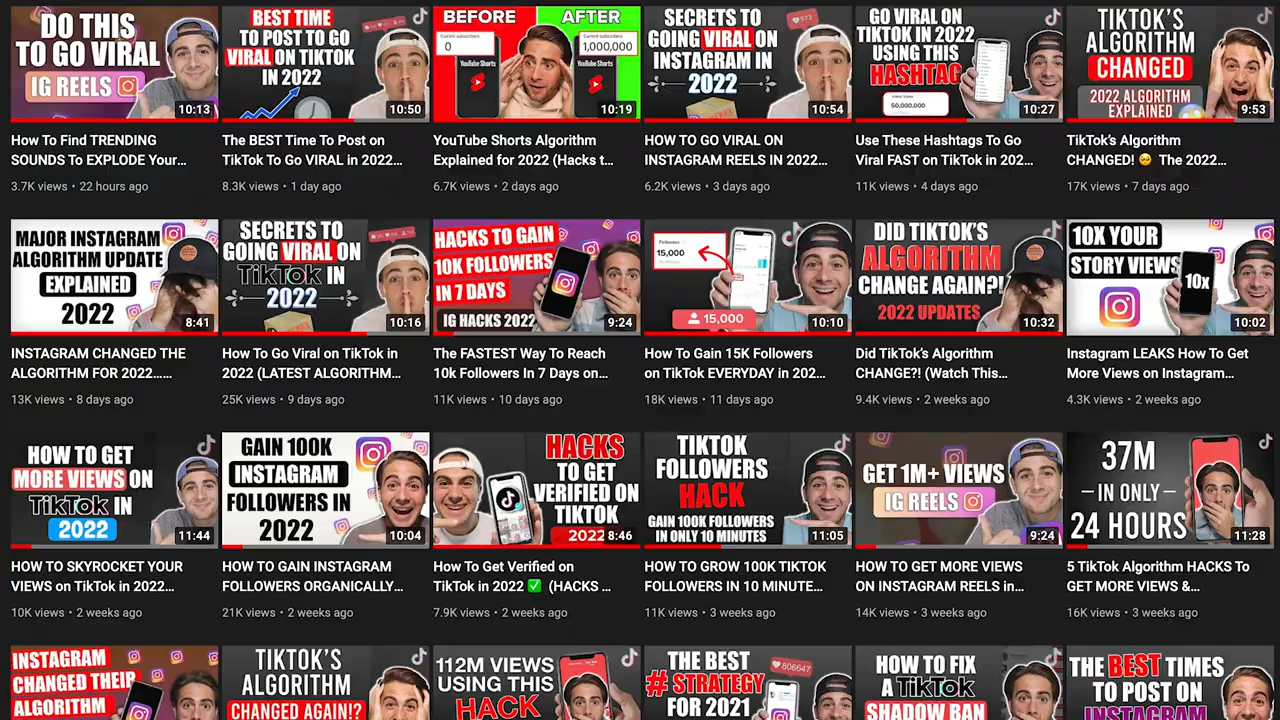 DO THIS
TO GO VIRAL
IG REELS
10:13
How To Find TRENDING
SOUNDS To EXPLODE Your...
3.7K views • 22 hours ago
BEST TIME
TO POST TO GO
VIRAL ON TIKTOK
IN 2022
10:50
The BEST Time To Post on
TikTok To Go VIRAL in 2022...
8.3K views • 1 day ago
BEFORE
AFTER
Current subscribers
0
Current subscribers
1,000,000
YouTube Shorts
YouTube Shorts
10:19
YouTube Shorts Algorithm
Explained for 2022 (Hacks t...
6.7K views • 2 days ago
SECRETS TO
GOING VIRAL ON
INSTAGRAM IN
2022
973
10:54
HOW TO GO VIRAL ON
INSTAGRAM REELS IN 2022...
6.2K views • 3 days ago
GO VIRAL ON
TIKTOK IN 2022
USING THIS
HASHTAG
50,000,000
10:27
Use These Hashtags To Go
Viral FAST on TikTok in 202...
11K views • 4 days ago
TIKTOK'S
ALGORITHM
CHANGED
2022 ALGORITHM
EXPLAINED
9:53
TikTok's Algorithm
CHANGED! 🥺 The 2022...
17K views • 7 days ago
MAJOR INSTAGRAM
ALGORITHM UPDATE
EXPLAINED
2022
8:41
INSTAGRAM CHANGED THE
ALGORITHM FOR 2022......
13K views • 8 days ago
SECRETS TO
GOING VIRAL ON
TikTok IN
2022
10:16
How To Go Viral on TikTok in
2022 (LATEST ALGORITHM...
25K views • 9 days ago
HACKS TO GAIN
10K FOLLOWERS
IN 7 DAYS
IG HACKS 2022
9:24
The FASTEST Way To Reach
10k Followers In 7 Days on...
11K views • 10 days ago
Followers
15,000
15,000
10:10
How To Gain 15K Followers
on TikTok EVERYDAY in 202...
18K views • 11 days ago
DID TIKTOK'S
ALGORITHM
CHANGE AGAIN?!
2022 UPDATES
10:32
Did TikTok's Algorithm
CHANGE?! (Watch This...
9.4K views • 2 weeks ago
10X YOUR
STORY VIEWS
10x
10:02
Instagram LEAKS How To Get
More Views on Instagram...
4.3K views • 2 weeks ago
HOW TO GET
MORE VIEWS ON
TikTok IN
2022
11:44
HOW TO SKYROCKET YOUR
VIEWS on TikTok in 2022...
10K views • 2 weeks ago
GAIN 100K
INSTAGRAM
FOLLOWERS IN
2022
10:04
HOW TO GAIN INSTAGRAM
FOLLOWERS ORGANICALLY...
21K views • 2 weeks ago
HACKS
TO GET
VERIFIED ON
TIKTOK
2022
8:46
How To Get Verified on
TikTok in 2022 ✅ (HACKS ...
7.9K views • 2 weeks ago
TIKTOK
FOLLOWERS
HACK
GAIN 100K FOLLOWERS
IN ONLY 10 MINUTES
11:05
HOW TO GROW 100K TIKTOK
FOLLOWERS IN 10 MINUTE...
11K views • 3 weeks ago
GET 1M+ VIEWS
IG REELS
9:24
HOW TO GET MORE VIEWS
ON INSTAGRAM REELS in...
14K views • 3 weeks ago
37M
— IN ONLY —
24 HOURS
11:28
5 TikTok Algorithm HACKS To
GET MORE VIEWS &...
16K views • 3 weeks ago
INSTAGRAM
CHANGED THEIR
ALGORITHM
TIKTOK'S
ALGORITHM
CHANGED AGAIN!?
112M VIEWS
USING THIS
HACK
THE BEST
# STRATEGY
FOR 2021
606647
HOW TO FIX
A TikTok
SHADOW BAN
THE BEST TIMES
TO POST ON
INSTAGRAM